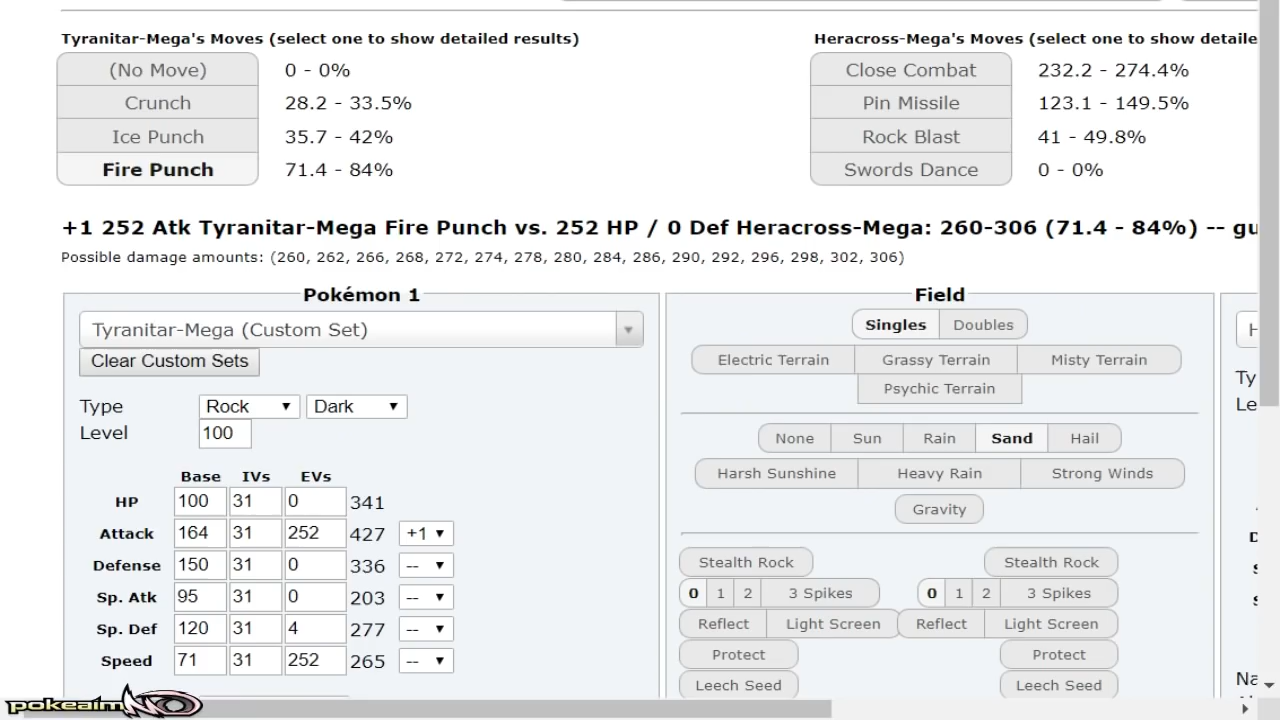 Tyranitar-Mega's Moves (select one to show detailed results)
(No Move) 0 - 0%
Crunch 28.2 - 33.5%
Ice Punch 35.7 - 42%
Fire Punch 71.4 - 84%
Heracross-Mega's Moves (select one to show detaile
Close Combat 232.2 - 274.4%
Pin Missile 123.1 - 149.5%
Rock Blast 41 - 49.8%
Swords Dance 0 - 0%
+1 252 Atk Tyranitar-Mega Fire Punch vs. 252 HP / 0 Def Heracross-Mega: 260-306 (71.4 - 84%) -- gu
Possible damage amounts: (260, 262, 266, 268, 272, 274, 278, 280, 284, 286, 290, 292, 296, 298, 302, 306)
Pokémon 1
Tyranitar-Mega (Custom Set)
Clear Custom Sets
Type Rock Dark
Level 100
Base IVs EVs
HP 100 31 0 341
Attack 164 31 252 427 +1
Defense 150 31 0 336 --
Sp. Atk 95 31 0 203 --
Sp. Def 120 31 4 277 --
Speed 71 31 252 265 --
Field
Singles Doubles
Electric Terrain Grassy Terrain Misty Terrain
Psychic Terrain
None Sun Rain Sand Hail
Harsh Sunshine Heavy Rain Strong Winds
Gravity
Stealth Rock Stealth Rock
0 1 2 3 Spikes 0 1 2 3 Spikes
Reflect Light Screen Reflect Light Screen
Protect Protect
Leech Seed Leech Seed
Ty
Le
Na
pokeaimMD